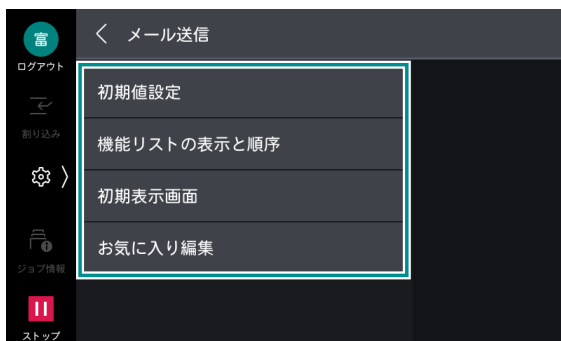 富
ログアウト
割り込み
ジョブ情報
ストップ
メール送信
初期値設定
機能リストの表示と順序
初期表示画面
お気に入り編集